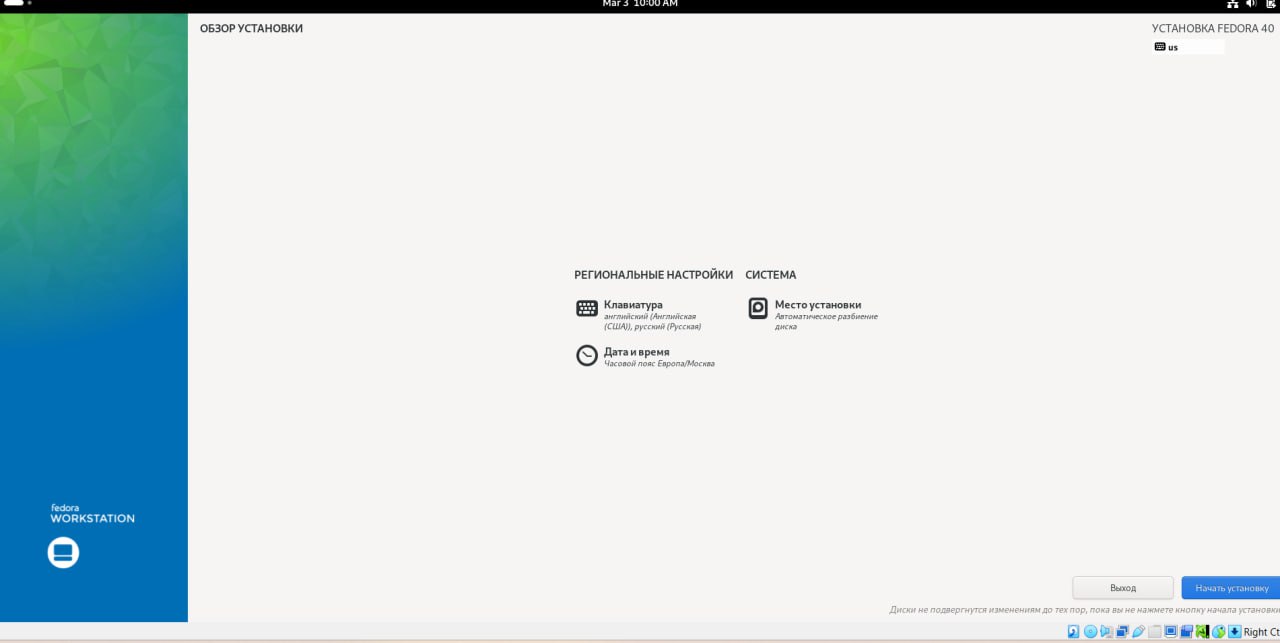 Mar 3 10:00 AM
ОБЗОР УСТАНОВКИ
УСТАНОВКА FEDORA 40
us
РЕГИОНАЛЬНЫЕ НАСТРОЙКИ
СИСТЕМА
Клавиатура
английский (Английская
(США)), русский (Русская)
Место установки
Автоматическое разбиение
диска
Дата и время
Часовой пояс Европа/Москва
fedora
WORKSTATION
Выход
Начать установку
Диски не подвергнутся изменениям до тех пор, пока вы не нажмете кнопку начала установки
Right Ct